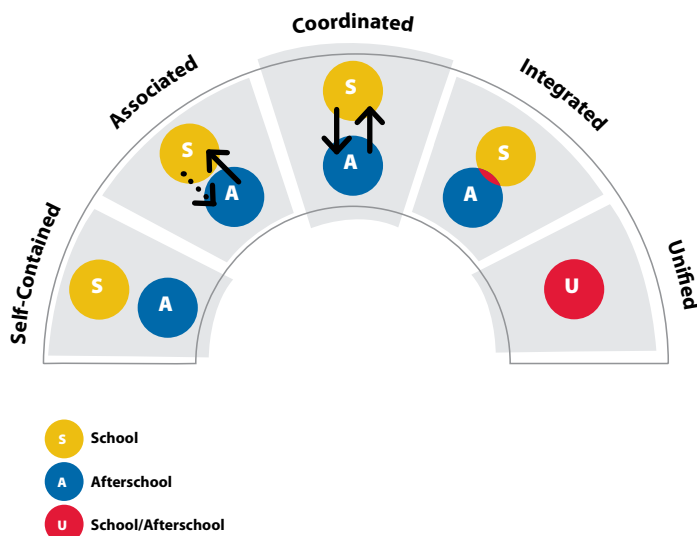 Coordinated
Associated
Integrated
Self-Contained
Unified
S
A
S
A
S
A
S
A
U
S School
A Afterschool
U School/Afterschool